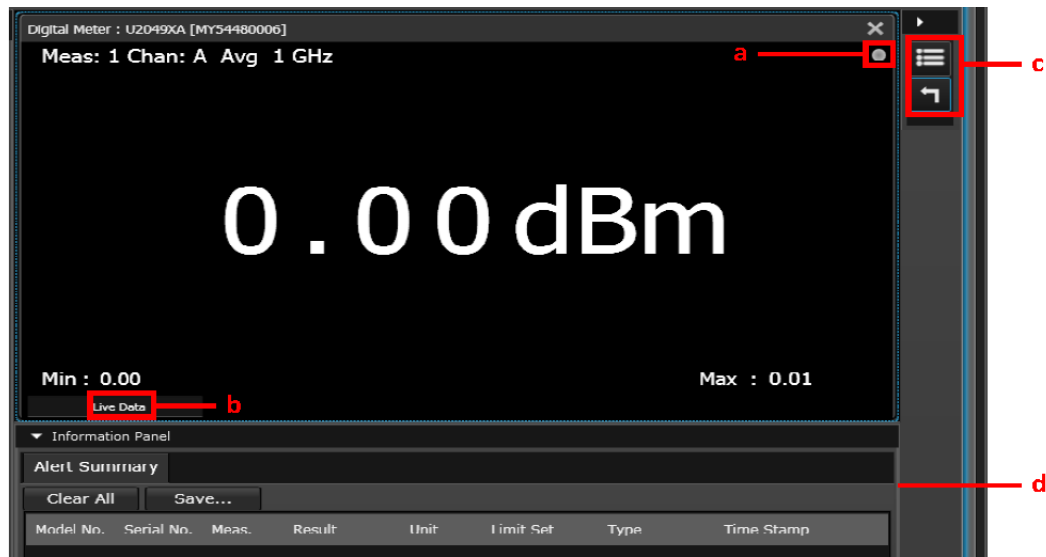 Digital Meter : U2049XA [MY54480006]
Meas: 1 Chan: A Avg 1 GHz
a
c
0.00dBm
Min : 0.00
Max : 0.01
Live Data
b
Information Panel
Alert Summary
d
Clear All Save...
Model No. Serial No. Meas. Result Unit Limit Set Type Time Stamp